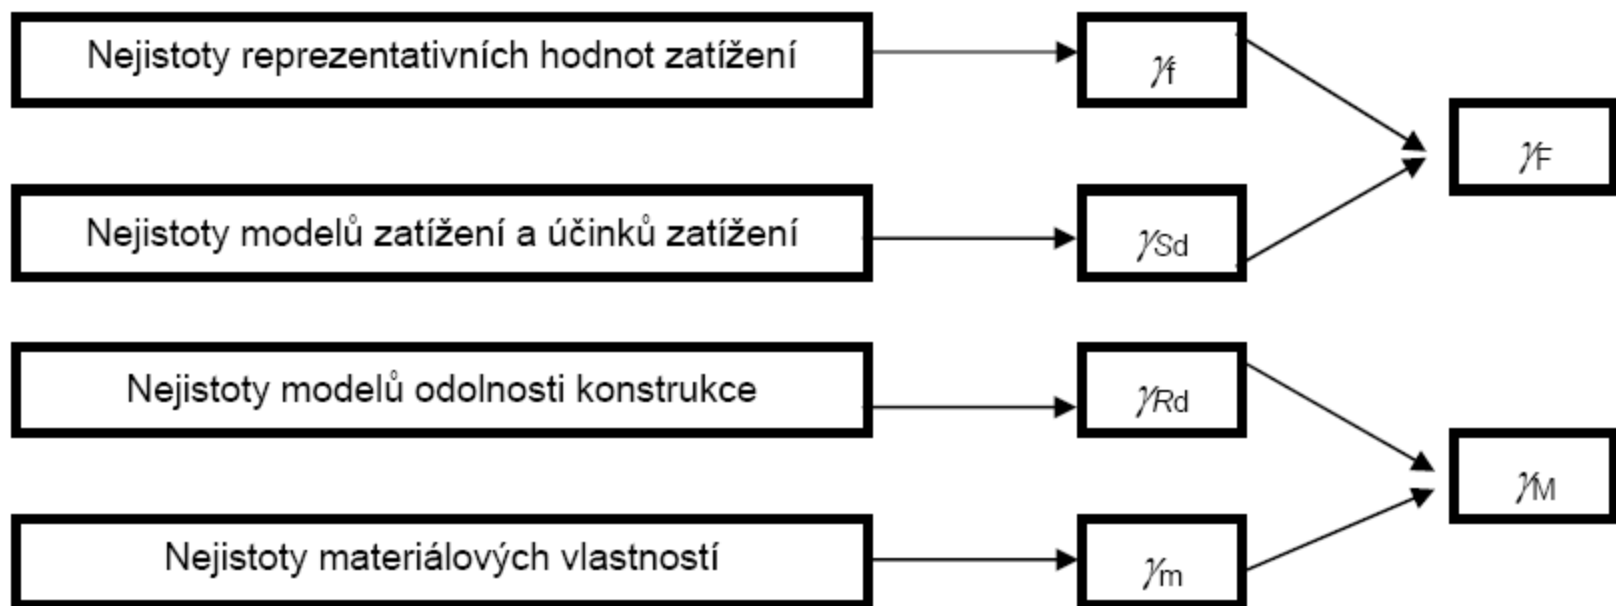 Nejistoty reprezentativních hodnot zatížení
γf
γF
Nejistoty modelů zatížení a účinků zatížení
γSd
Nejistoty modelů odolnosti konstrukce
γRd
γM
Nejistoty materiálových vlastností
γm